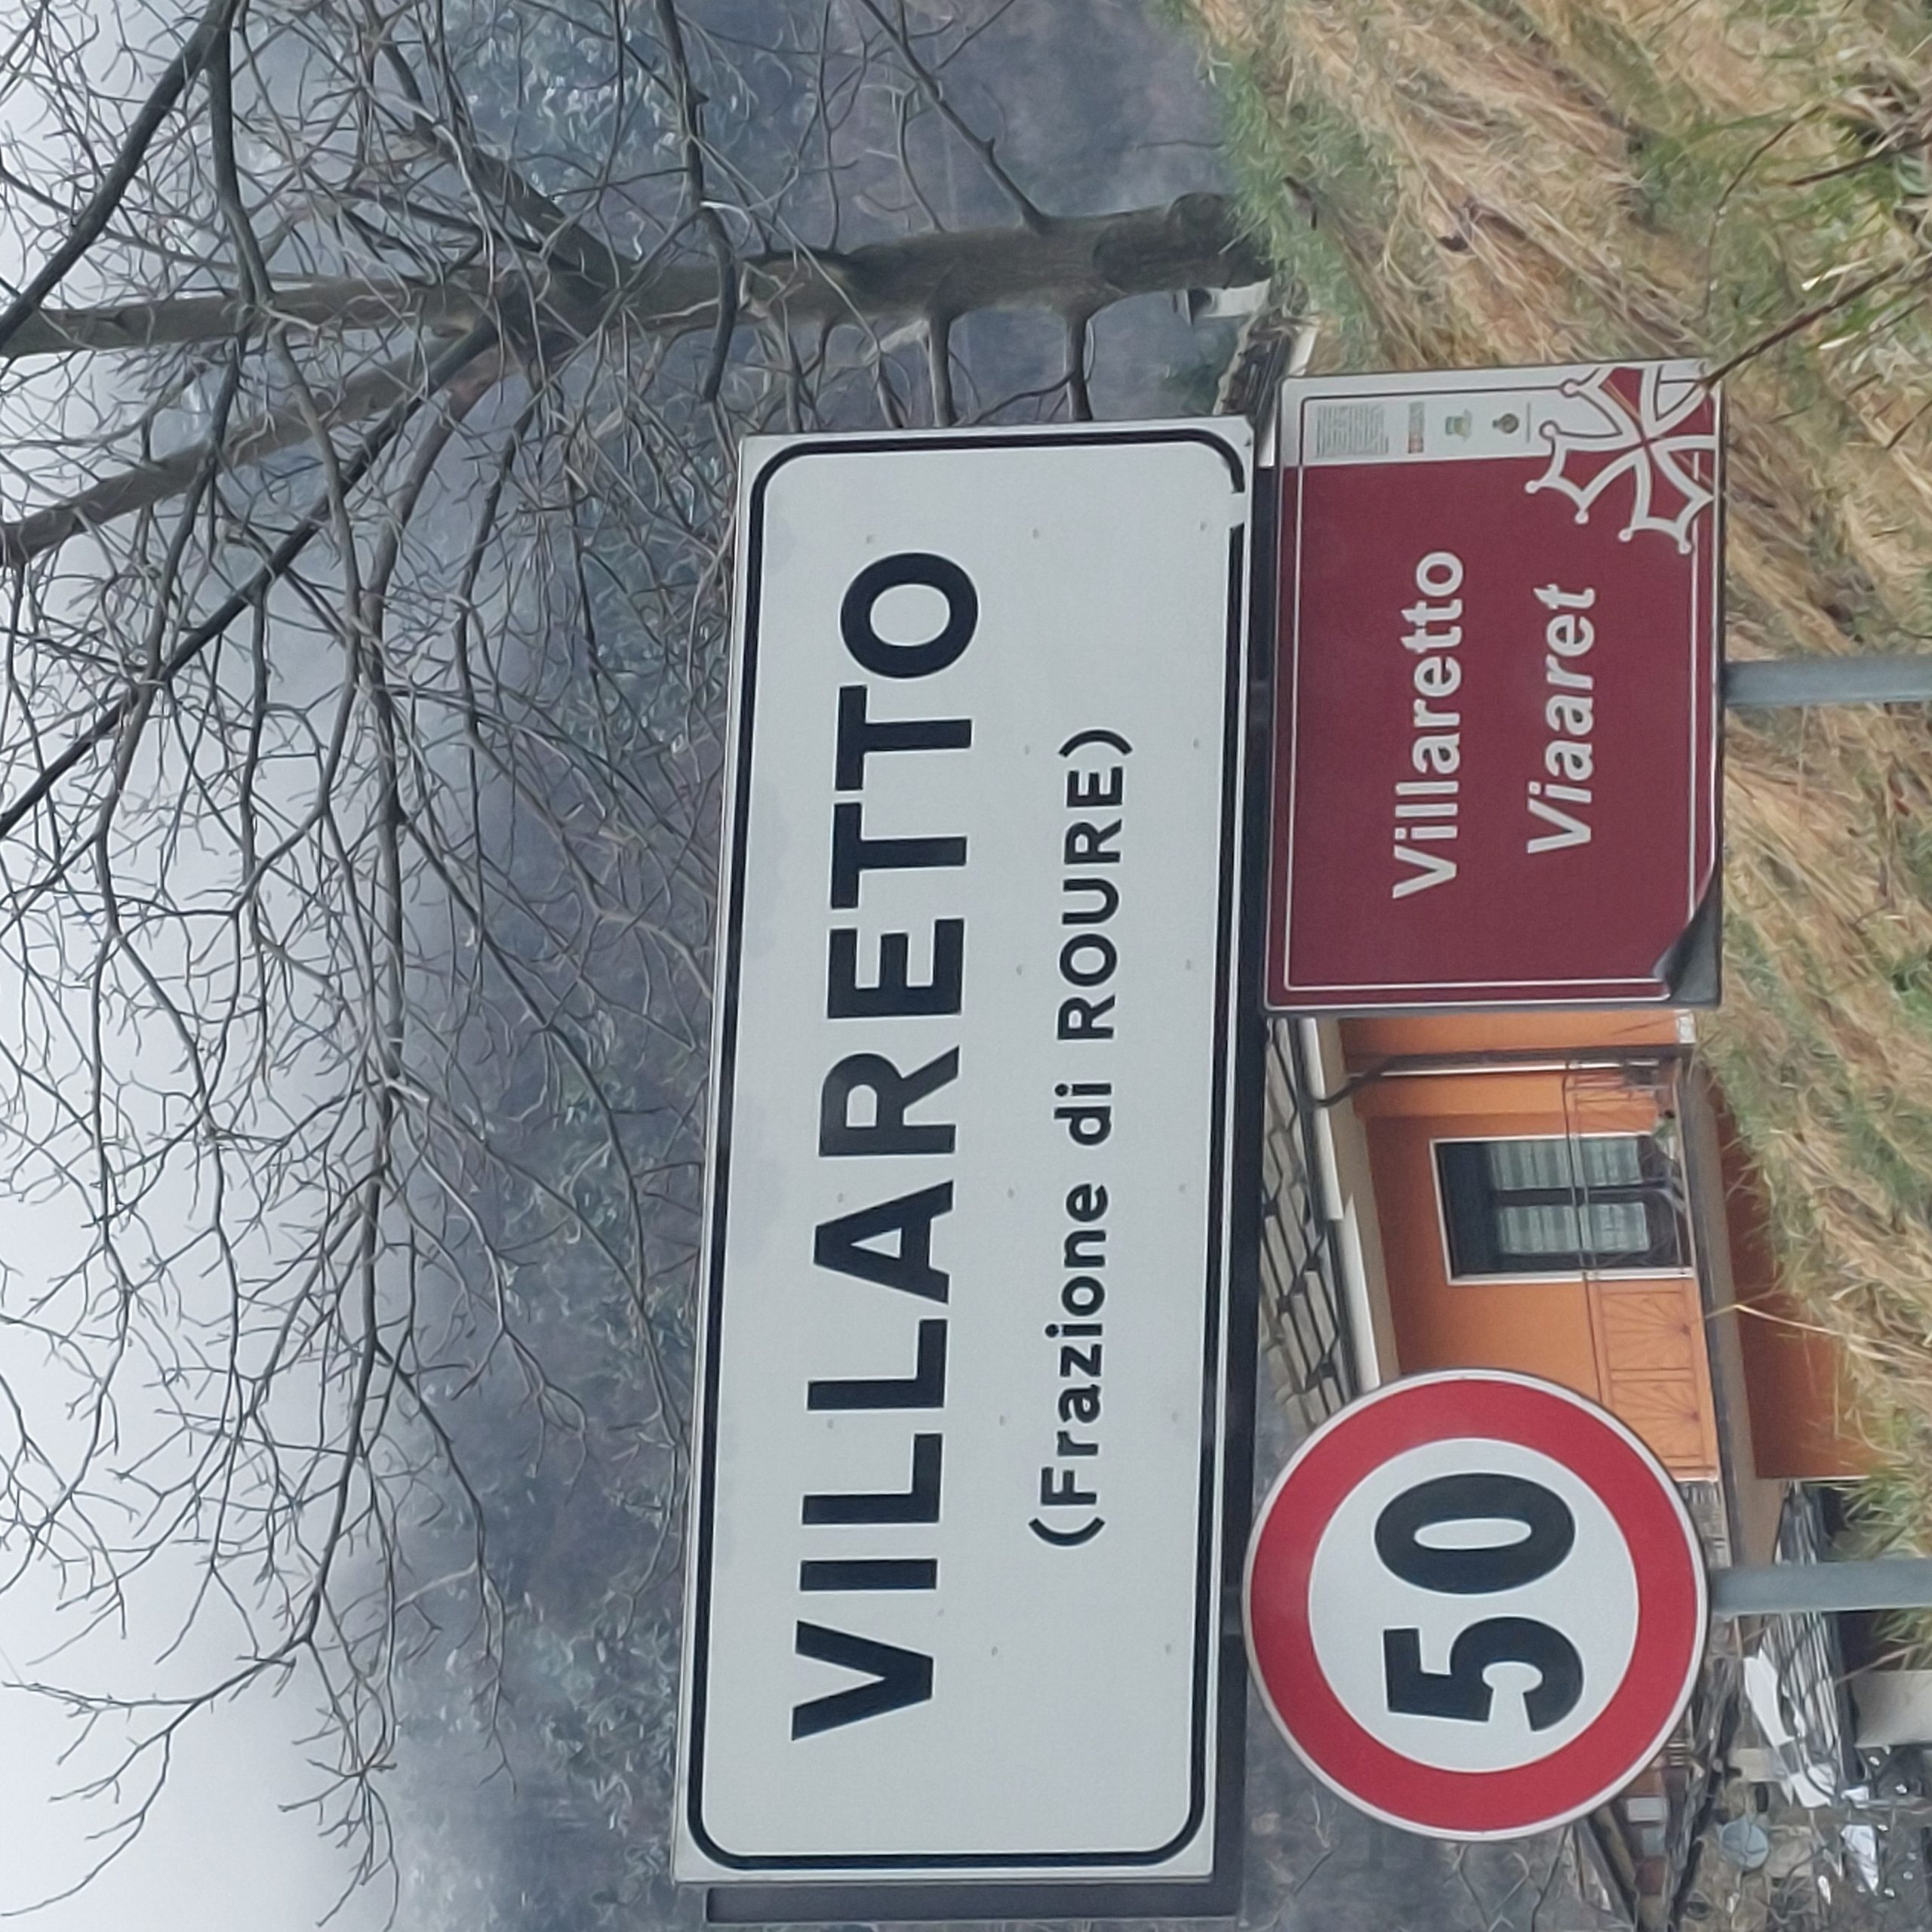 VILLARETTO
(Frazione di ROURE)
50
Villaretto
Viaaret